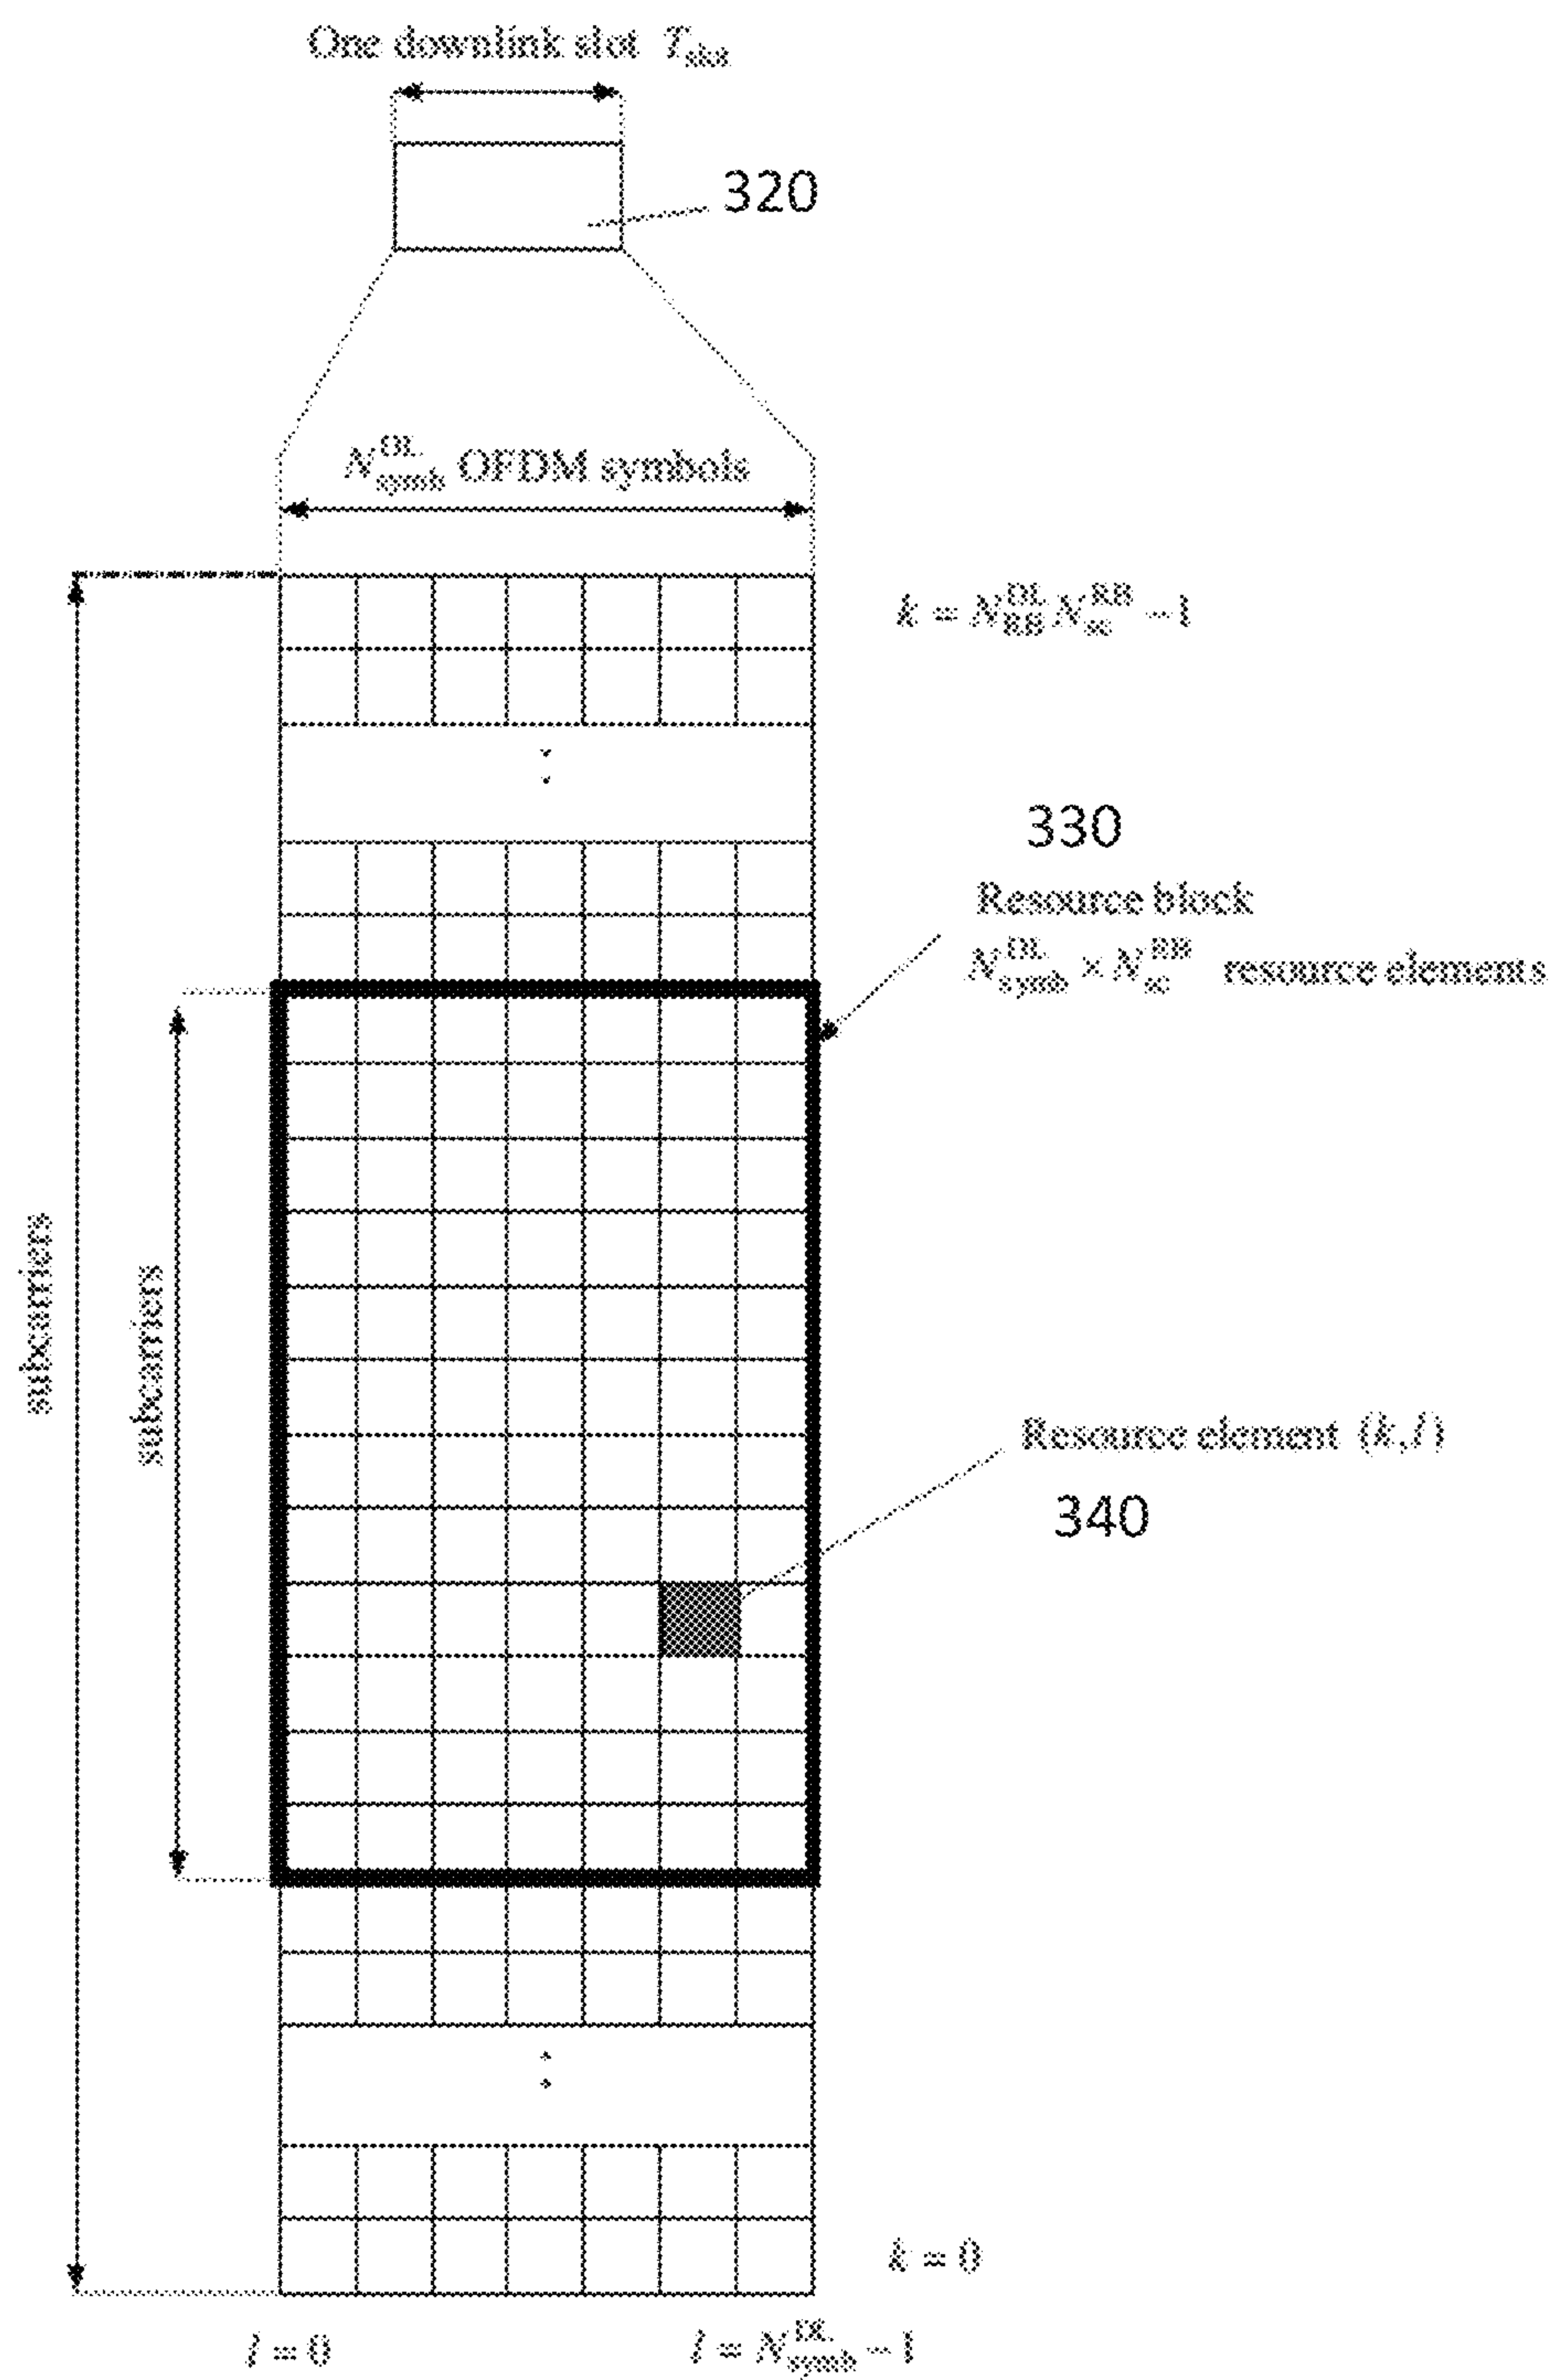 One downlink slot T_slot
320
N_symb^DL OFDM symbols
k = N_RB^DL N_sc^RB − 1
330
Resource block
N_symb^DL × N_sc^RB resource elements
subcarriers
subcarriers
Resource element (k,l)
340
k = 0
l = 0
l = N_symb^DL − 1